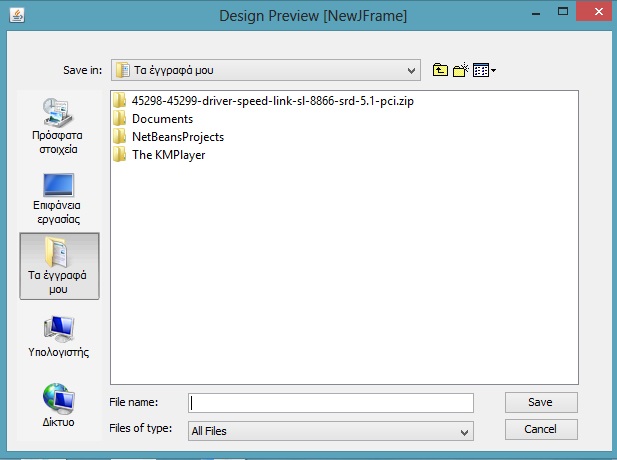 Design Preview [NewJFrame]
Save in:
Τα έγγραφά μου
Πρόσφατα
στοιχεία
Επιφάνεια
εργασίας
Τα έγγραφά
μου
Υπολογιστής
Δίκτυο
45298-45299-driver-speed-link-sl-8866-srd-5.1-pci.zip
Documents
NetBeansProjects
The KMPlayer
File name:
Save
Files of type:
All Files
Cancel